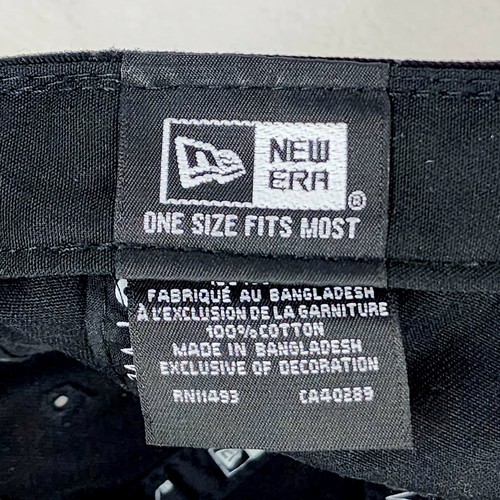 NEW
ERA
®
ONE SIZE FITS MOST
FABRIQUÉ AU BANGLADESH
À L'EXCLUSION DE LA GARNITURE
100% COTTON
MADE IN BANGLADESH
EXCLUSIVE OF DECORATION
RN11493 CA40289